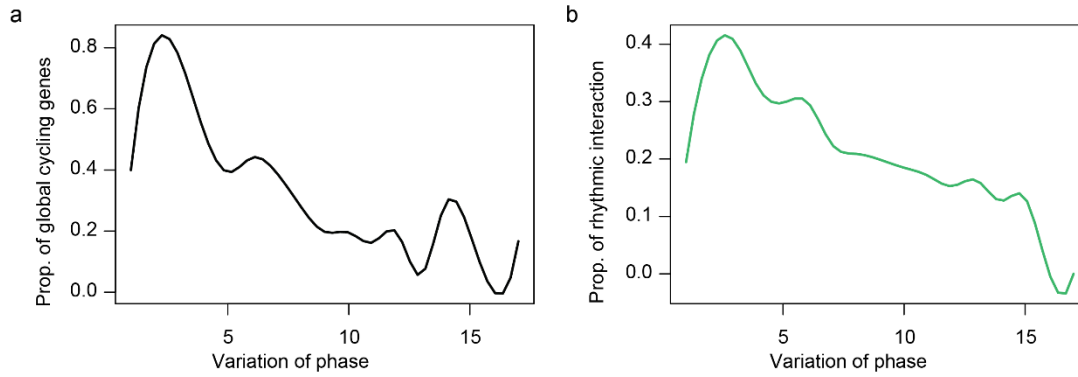 a
Prop. of global cycling genes
0.8
0.6
0.4
0.2
0.0
5 10 15
Variation of phase
b
Prop. of rhythmic interaction
0.4
0.3
0.2
0.1
0.0
5 10 15
Variation of phase